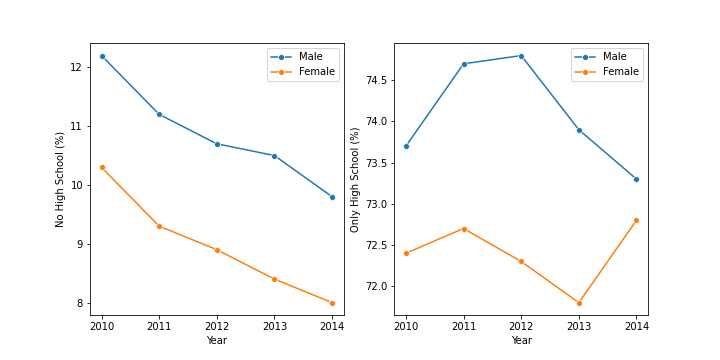 No High School (%)
12
11
10
9
8
2010 2011 2012 2013 2014
Year
Male
Female
Only High School (%)
74.5
74.0
73.5
73.0
72.5
72.0
2010 2011 2012 2013 2014
Year
Male
Female